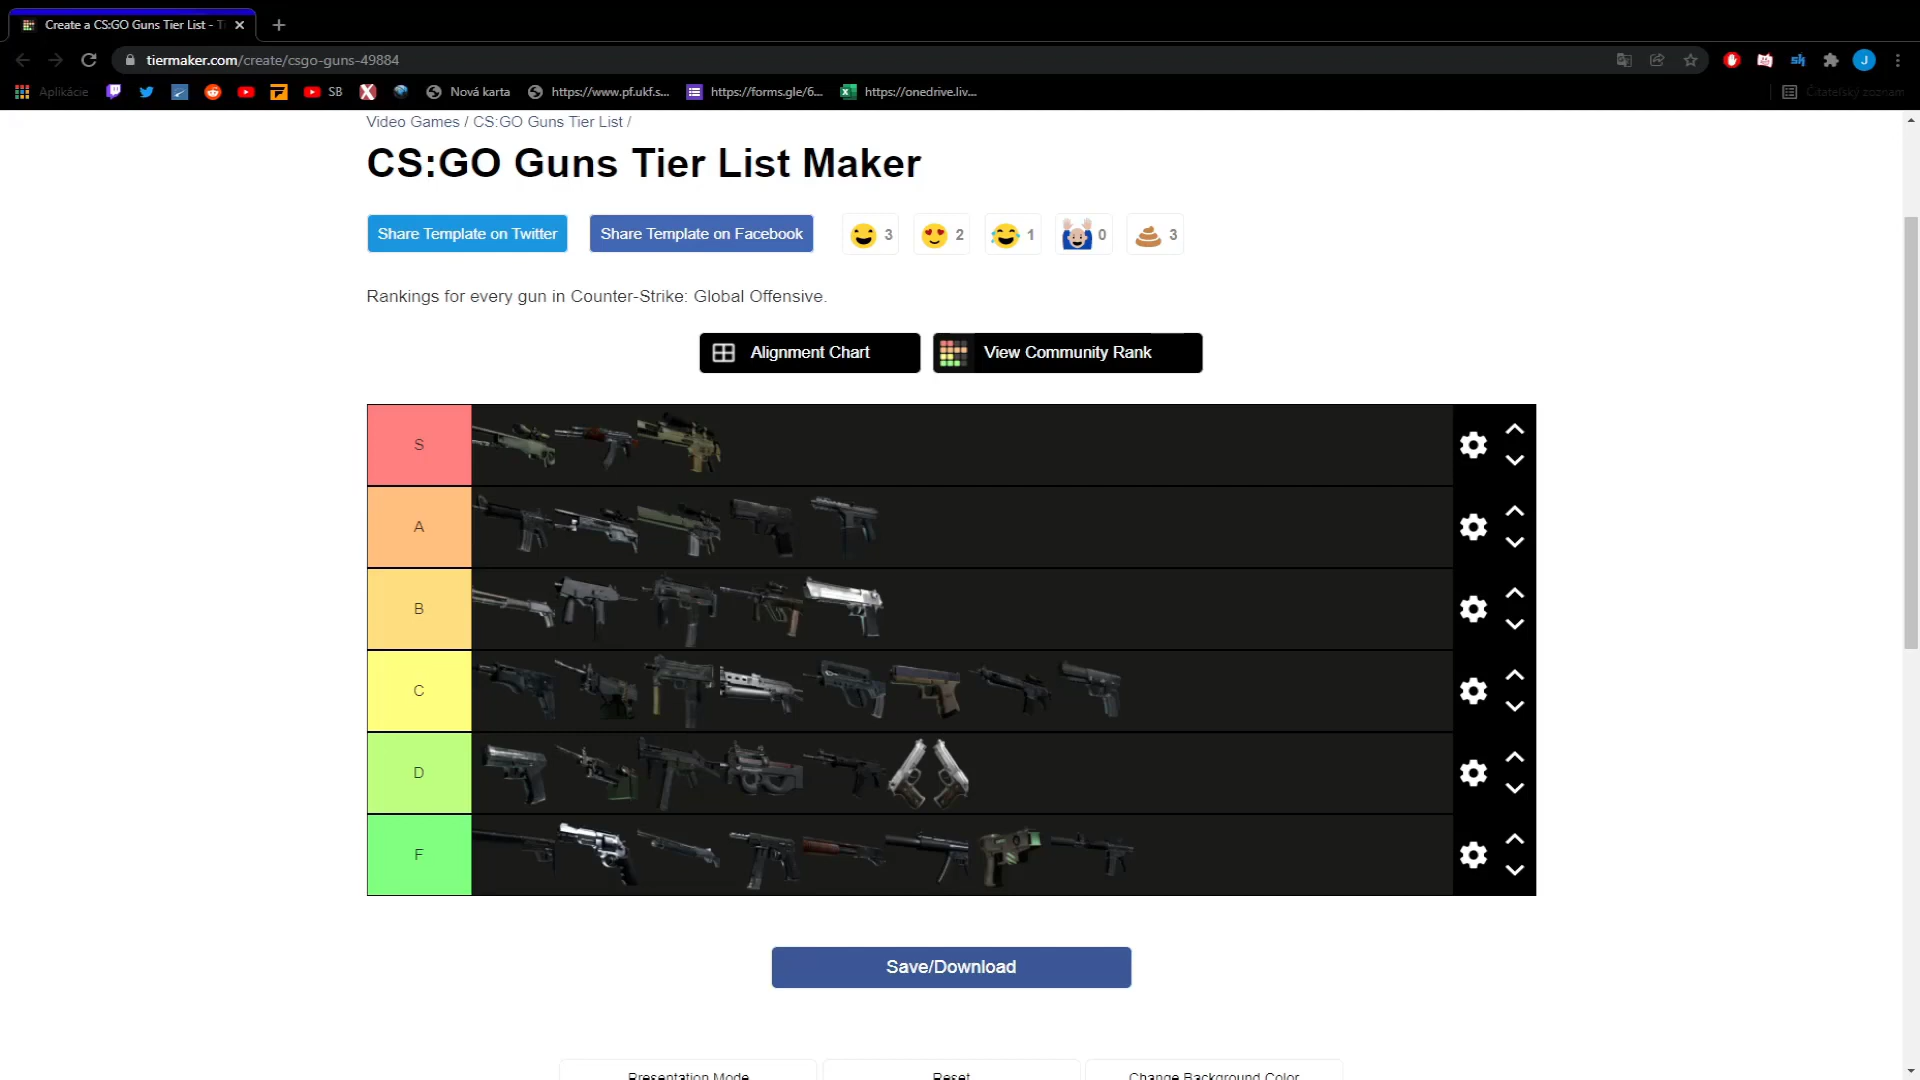 Create a CS:GO Guns Tier List - T
tiermaker.com/create/csgo-guns-49884
J
Aplikácie
SB
Nová karta
https://www.pf.ukf.s...
https://forms.gle/6...
https://onedrive.liv...
Čitateľský zoznam
Video Games / CS:GO Guns Tier List /
CS:GO Guns Tier List Maker
Share Template on Twitter
Share Template on Facebook
3
2
1
0
3
Rankings for every gun in Counter-Strike: Global Offensive.
Alignment Chart
View Community Rank
S
A
B
C
D
F
Save/Download
Presentation Mode
Reset
Change Background Color